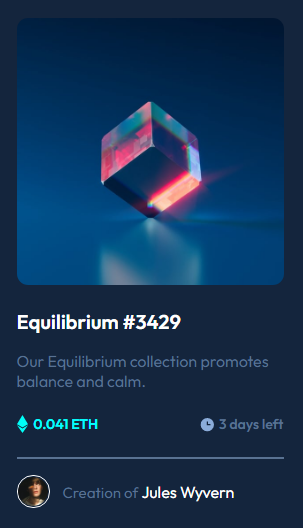 Equilibrium #3429
Our Equilibrium collection promotes
balance and calm.
0.041 ETH 3 days left
Creation of Jules Wyvern